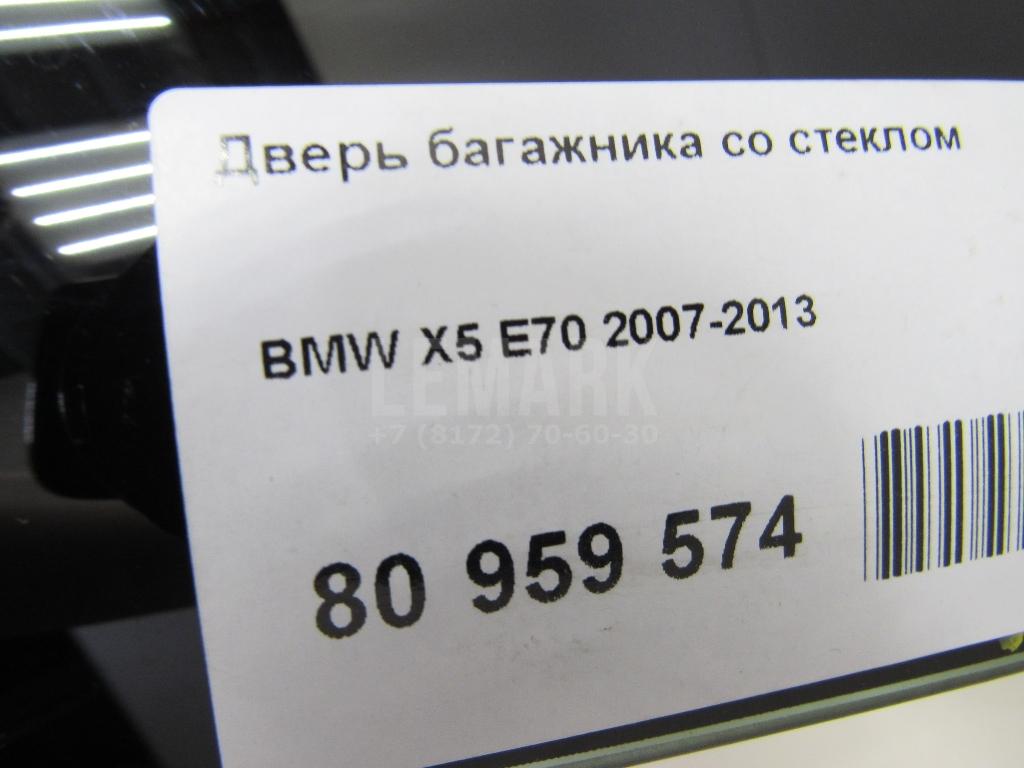 Дверь багажника со стеклом
BMW X5 E70 2007-2013
LEMARK
+7 (8172) 70-60-30
80 959 574